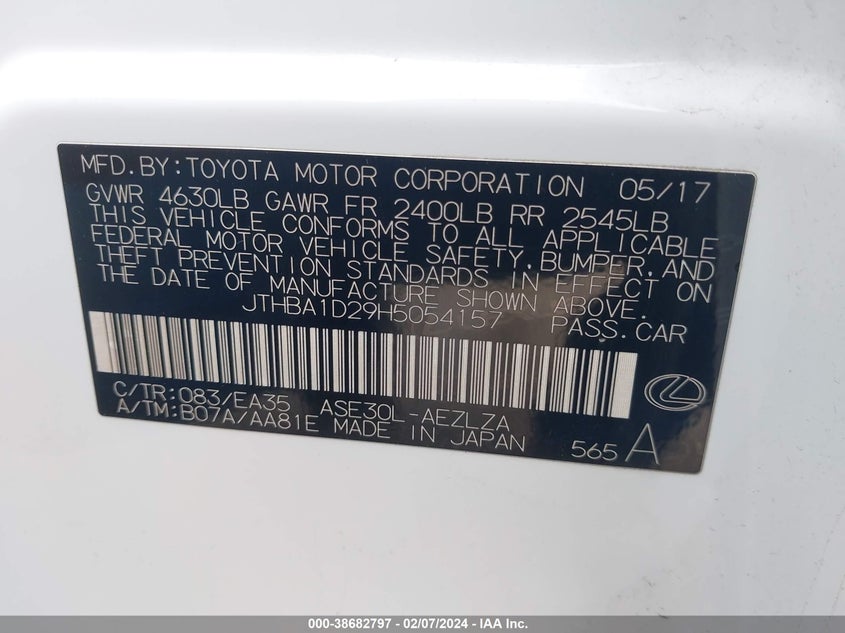 MFD.BY:TOYOTA MOTOR CORPORATION 05/17
GVWR 4630LB GAWR FR 2400LB RR 2545LB
THIS VEHICLE CONFORMS TO ALL APPLICABLE
FEDERAL MOTOR VEHICLE SAFETY,BUMPER,AND
THEFT PREVENTION STANDARDS IN EFFECT ON
THE DATE OF MANUFACTURE SHOWN ABOVE.
JTHBA1D29H5054157 PASS.CAR
C/TR:083/EA35 ASE30L-AEZLZA
A/TM:B07A/AA81E MADE IN JAPAN 565 A
000-38682797 - 02/07/2024 - IAA Inc.